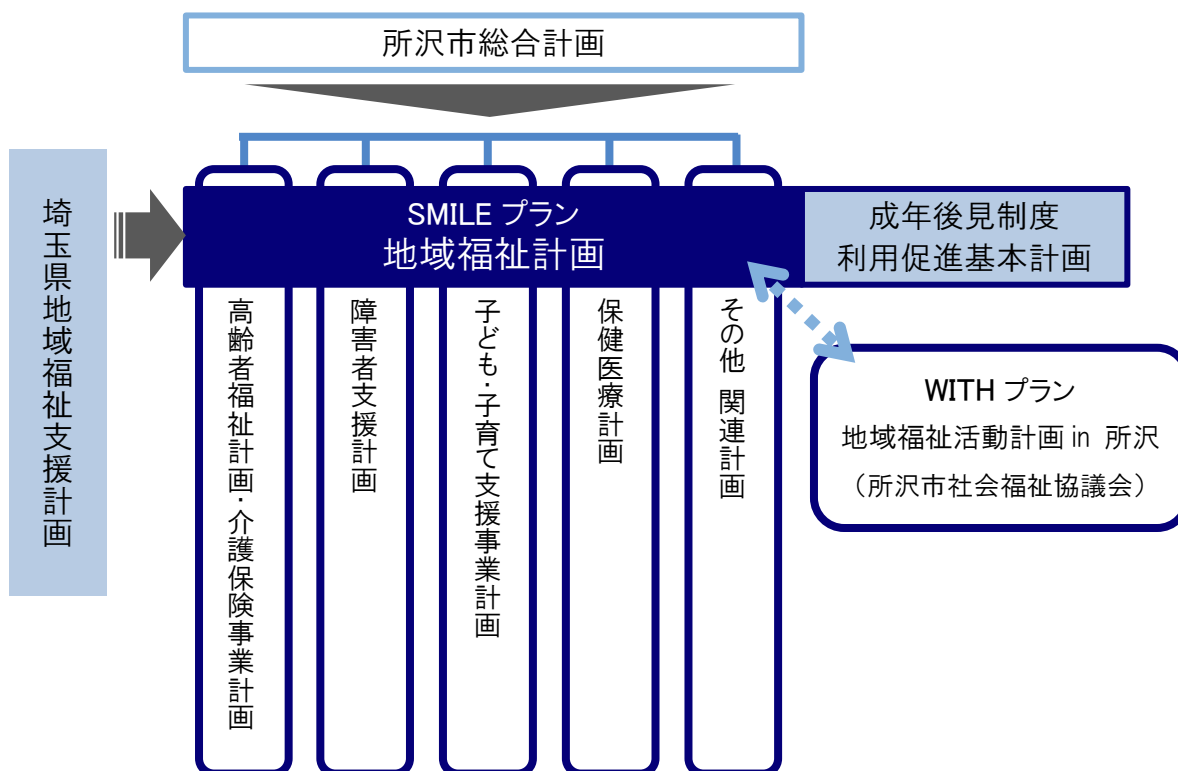 所沢市総合計画
埼玉県地域福祉支援計画
SMILE プラン
地域福祉計画
成年後見制度
利用促進基本計画
高齢者福祉計画・介護保険事業計画
障害者支援計画
子ども・子育て支援事業計画
保健医療計画
その他 関連計画
WITH プラン
地域福祉活動計画 in 所沢
（所沢市社会福祉協議会）